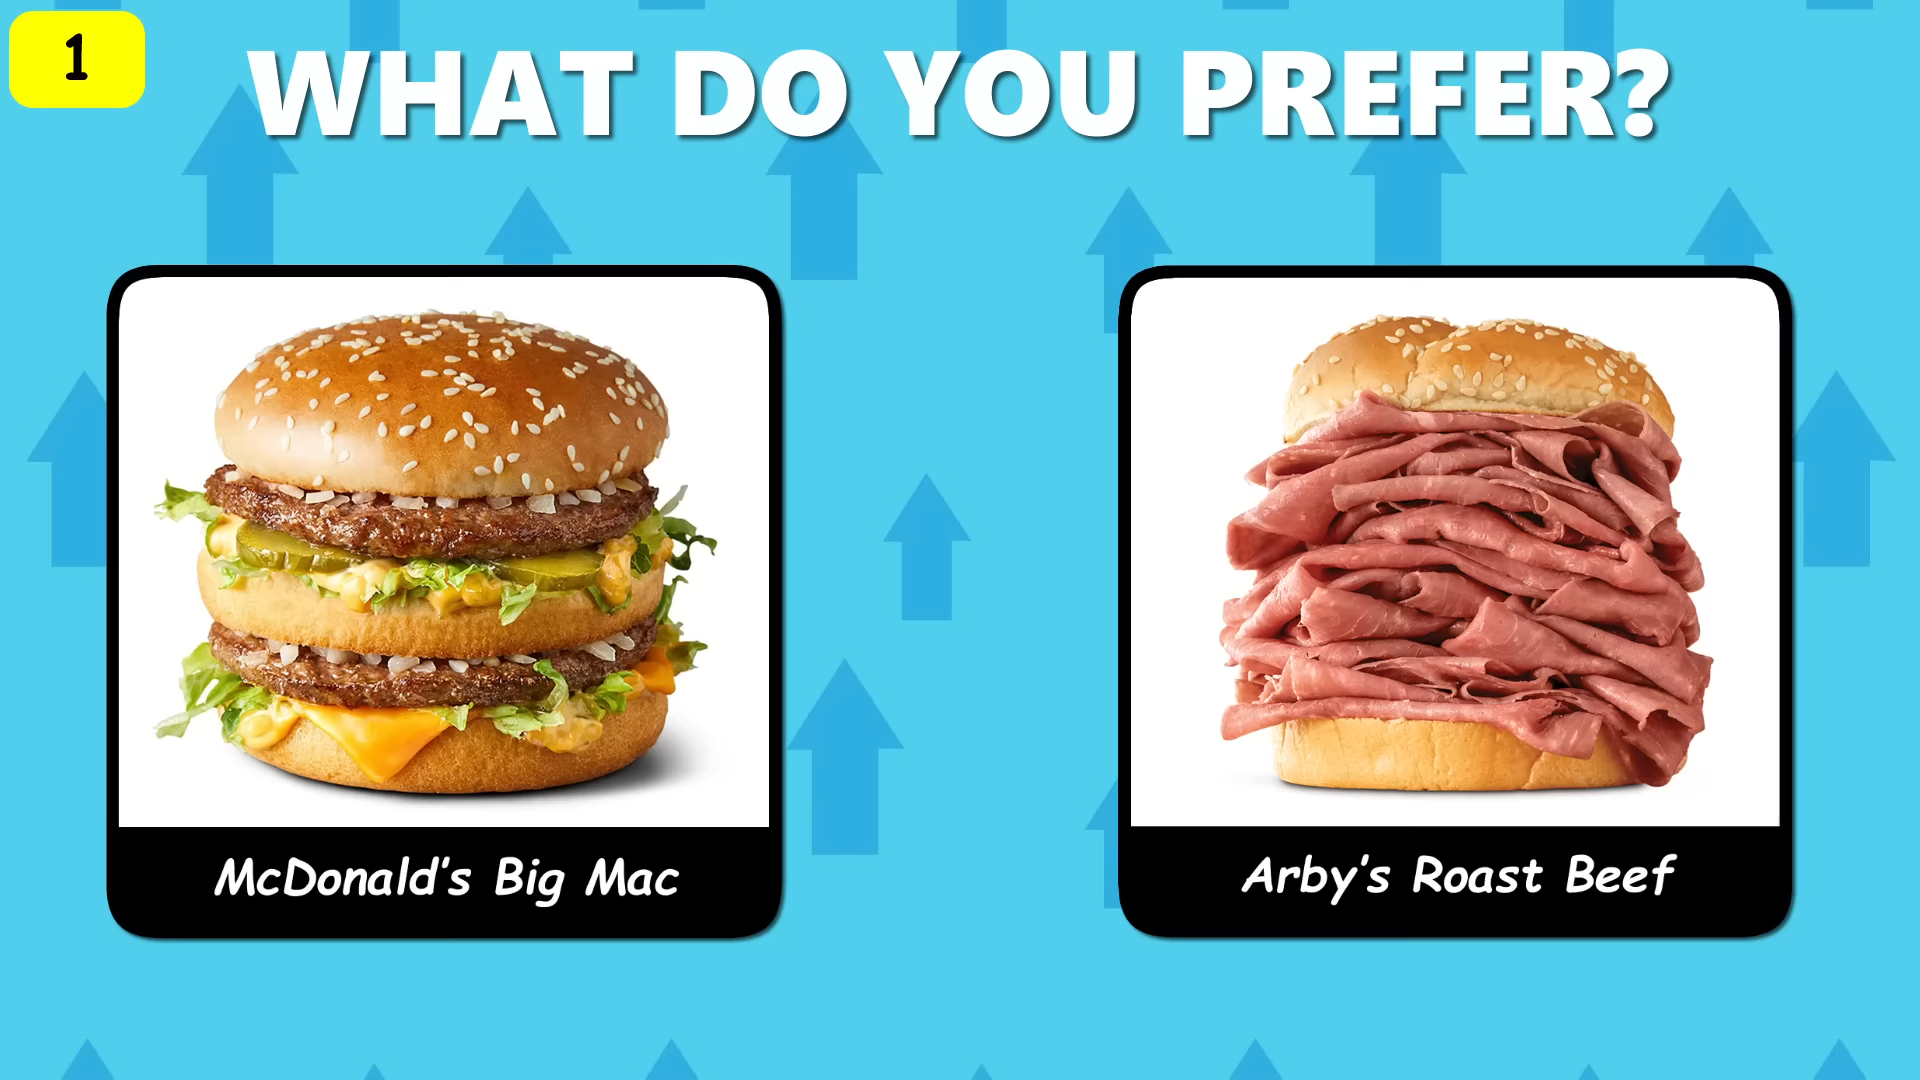 1
WHAT DO YOU PREFER?
McDonald's Big Mac
Arby's Roast Beef